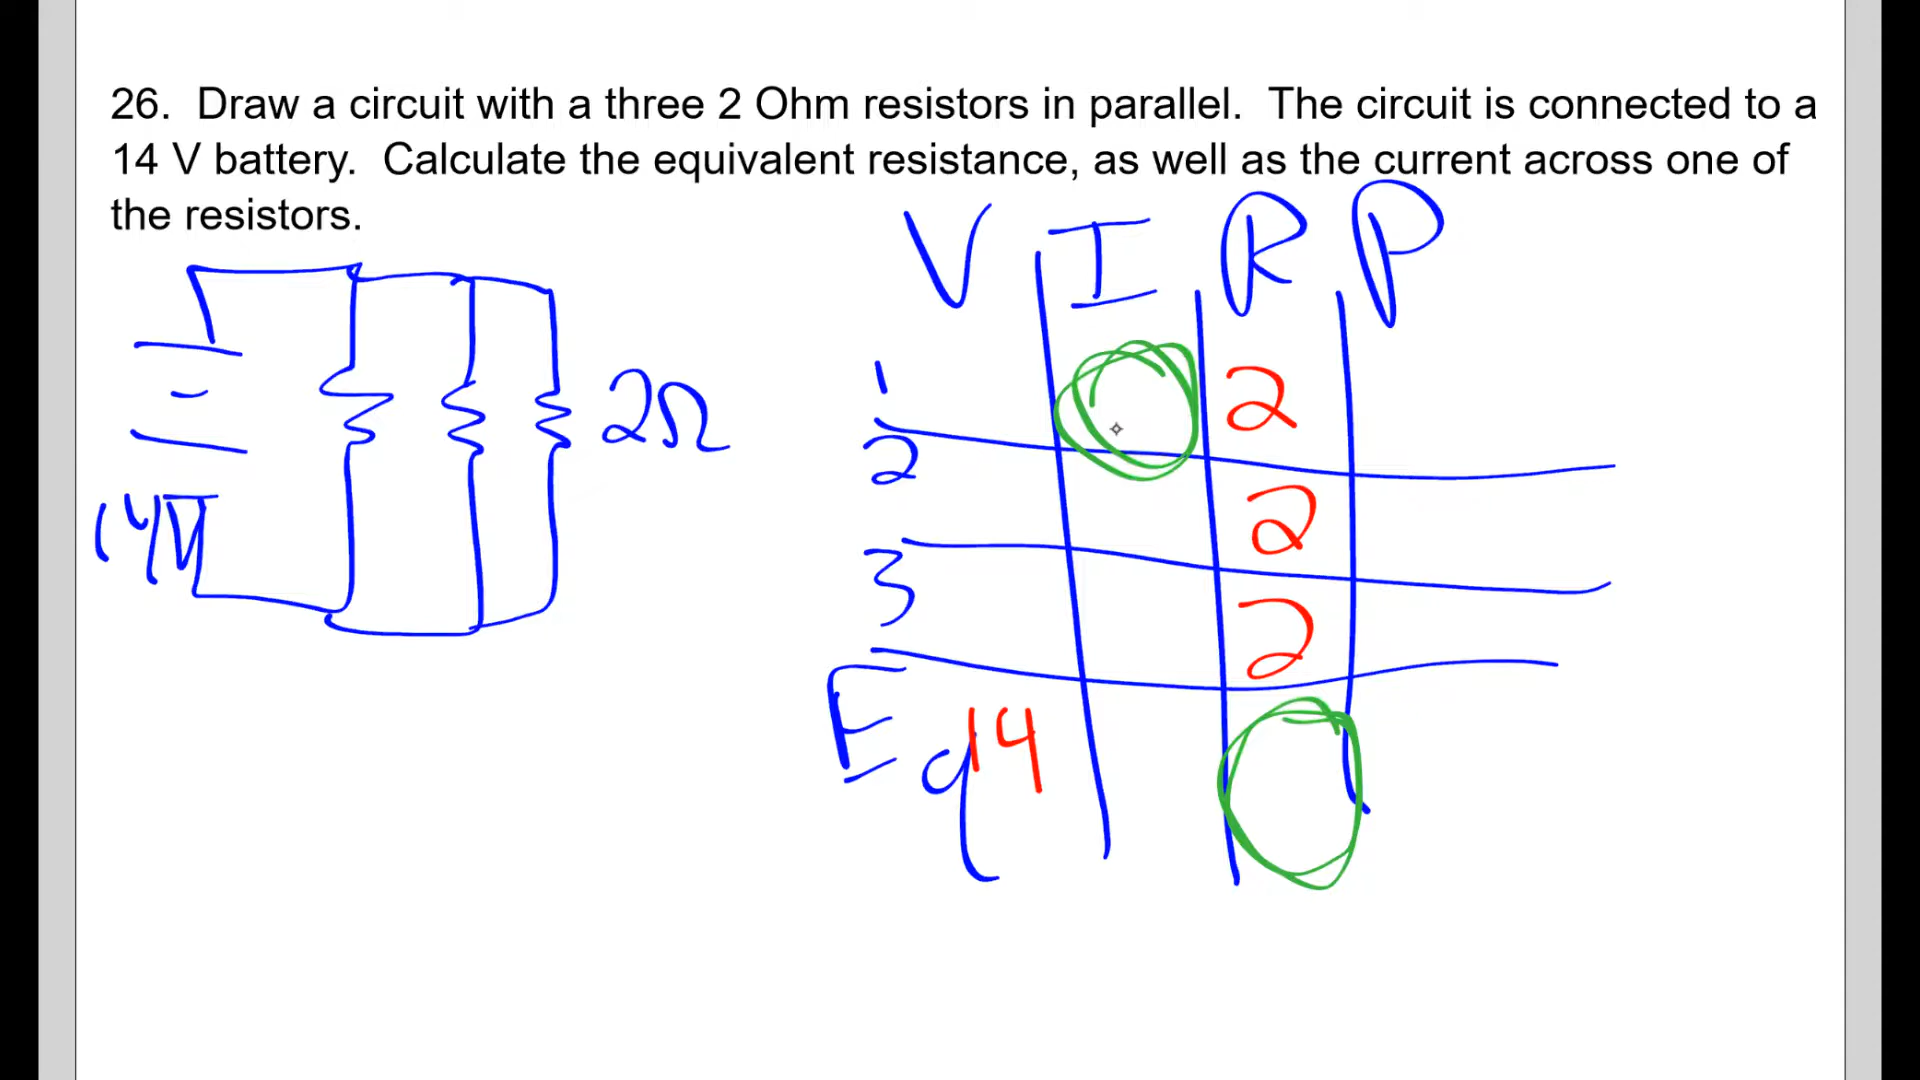 26.  Draw a circuit with a three 2 Ohm resistors in parallel.  The circuit is connected to a
14 V battery.  Calculate the equivalent resistance, as well as the current across one of
the resistors.
V I R P
1 2
2Ω
2 2
14V
3 2
Eq 14